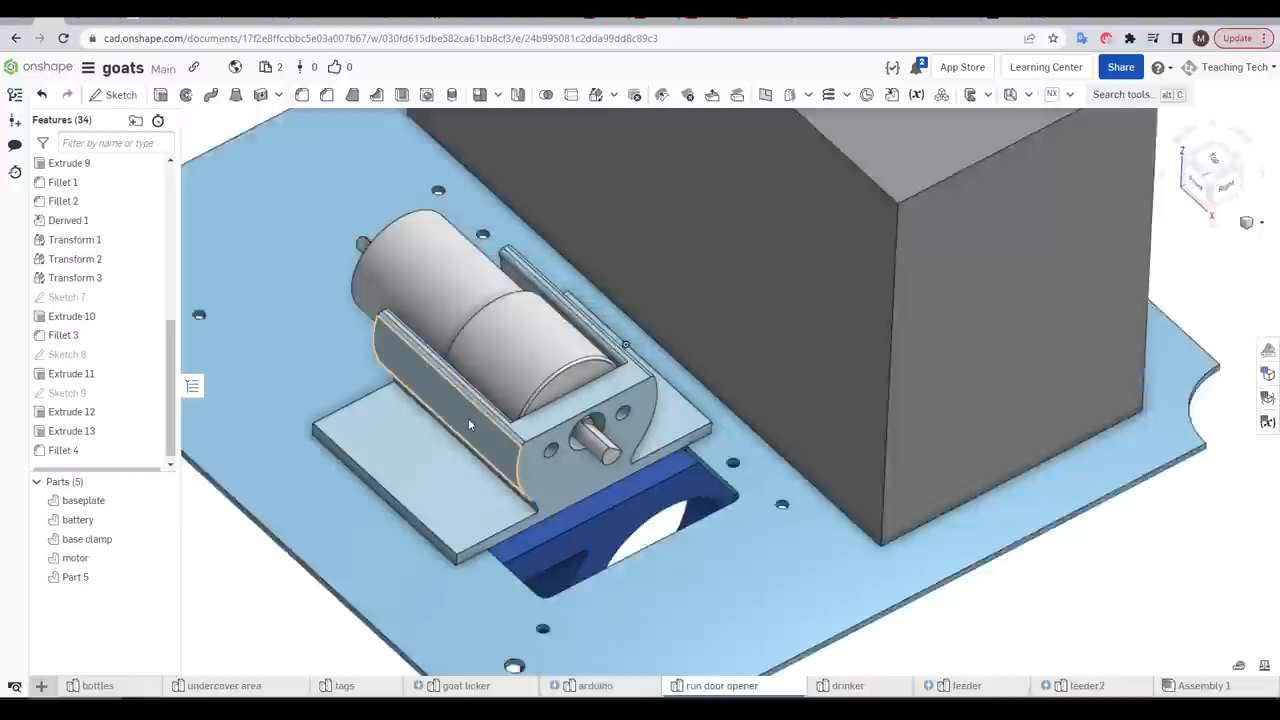 cad.onshape.com/documents/17f2e8ffccbbc5e03a007b67/w/030fd615dbe582ca61bb8cf3/e/24b995081c2dda99dd8c89c3
Update
onshape
goats Main
2
0
0
2
App Store
Learning Center
Share
Teaching Tech
Sketch
(x)
NX
Search tools...
alt C
Features (34)
Filter by name or type
Extrude 9
Fillet 1
Fillet 2
Derived 1
Transform 1
Transform 2
Transform 3
Sketch 7
Extrude 10
Fillet 3
Sketch 8
Extrude 11
Sketch 9
Extrude 12
Extrude 13
Fillet 4
Parts (5)
baseplate
battery
base clamp
motor
Part 5
Z
Front
Right
X
bottles
undercover area
tags
goat licker
arduino
run door opener
drinker
feeder
feeder2
Assembly 1